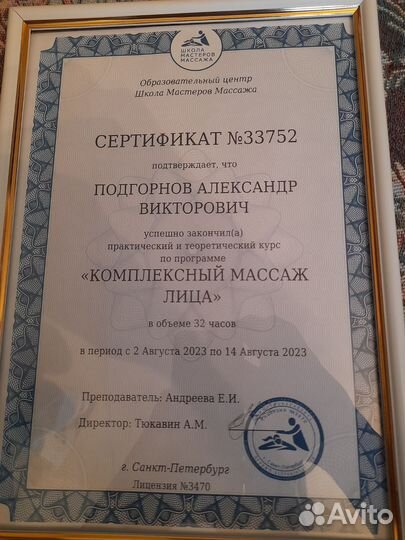 ШКОЛА
МАСТЕРОВ
МАССАЖА
Образовательный центр
Школа Мастеров Массажа
СЕРТИФИКАТ №33752
подтверждает, что
ПОДГОРНОВ АЛЕКСАНДР
ВИКТОРОВИЧ
успешно закончил(а)
практический и теоретический курс
по программе
«КОМПЛЕКСНЫЙ МАССАЖ
ЛИЦА»
в объеме 32 часов
в период с 2 Августа 2023 по 14 Августа 2023
Преподаватель: Андреева Е.И.
Директор: Тюкавин А.М.
г. Санкт-Петербург
Лицензия №3470
Avito